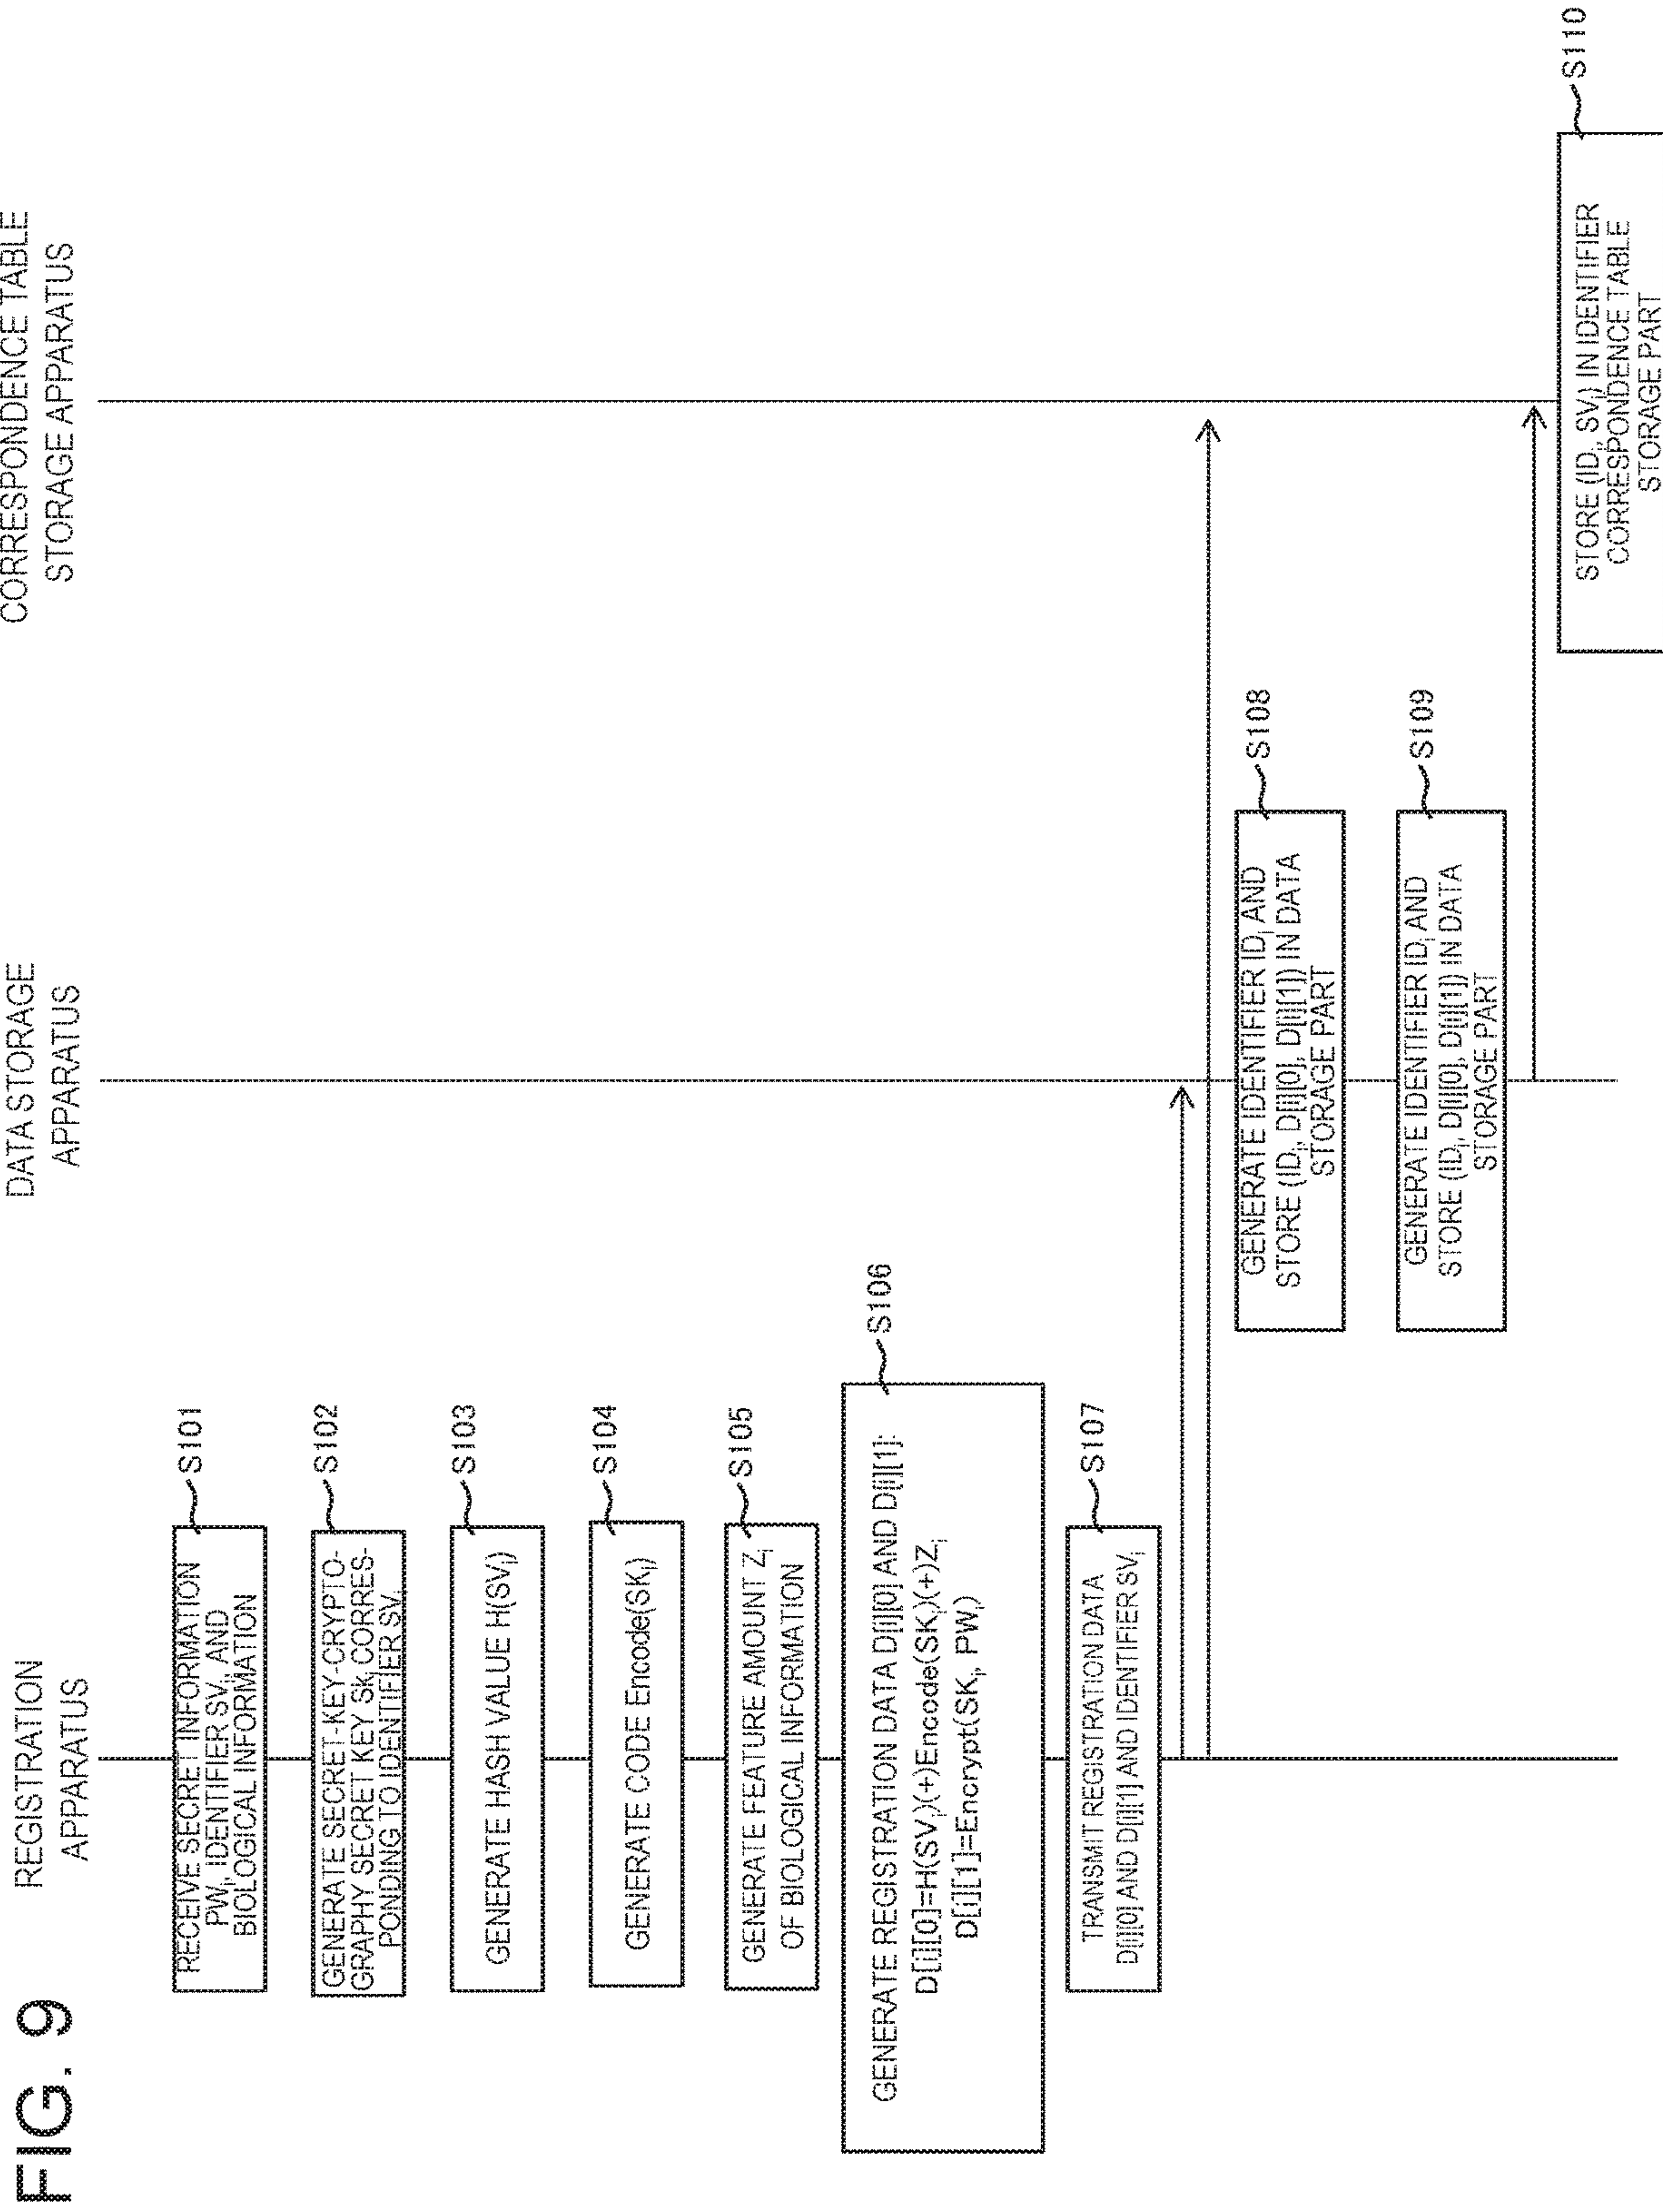 FIG. 9
REGISTRATION
APPARATUS
DATA STORAGE
APPARATUS
CORRESPONDENCE TABLE
STORAGE APPARATUS
RECEIVE SECRET INFORMATION
PWi, IDENTIFIER SVi, AND
BIOLOGICAL INFORMATION
S101
GENERATE SECRET-KEY-CRYPTO-
GRAPHY SECRET KEY Ski CORRES-
PONDING TO IDENTIFIER SVi
S102
GENERATE HASH VALUE H(SVi)
S103
GENERATE CODE Encode(SKi)
S104
GENERATE FEATURE AMOUNT Zi
OF BIOLOGICAL INFORMATION
S105
GENERATE REGISTRATION DATA D[i][0] AND D[i][1]:
D[i][0]=H(SVi)(+)Encode(SKi)(+)Zi
D[i][1]=Encrypt(SKi, PWi)
S106
TRANSMIT REGISTRATION DATA
D[i][0] AND D[i][1] AND IDENTIFIER SVi
S107
GENERATE IDENTIFIER IDi AND
STORE (IDi, D[i][0], D[i][1]) IN DATA
STORAGE PART
S108
GENERATE IDENTIFIER IDi AND
STORE (IDi, D[i][0], D[i][1]) IN DATA
STORAGE PART
S109
STORE (IDi, SVi) IN IDENTIFIER
CORRESPONDENCE TABLE
STORAGE PART
S110